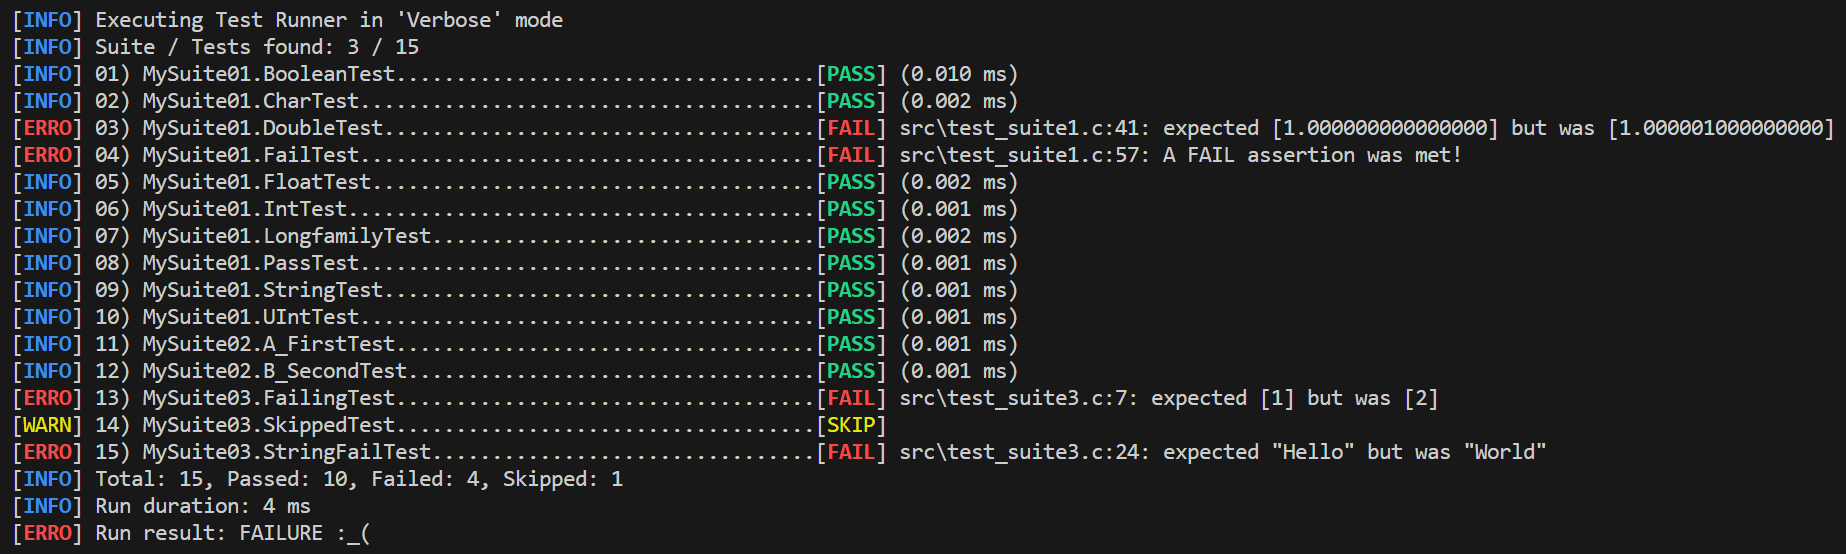 [INFO] Executing Test Runner in 'Verbose' mode
[INFO] Suite / Tests found: 3 / 15
[INFO] 01) MySuite01.BooleanTest...................................[PASS] (0.010 ms)
[INFO] 02) MySuite01.CharTest......................................[PASS] (0.002 ms)
[ERRO] 03) MySuite01.DoubleTest....................................[FAIL] src\test_suite1.c:41: expected [1.000000000000000] but was [1.000001000000000]
[ERRO] 04) MySuite01.FailTest......................................[FAIL] src\test_suite1.c:57: A FAIL assertion was met!
[INFO] 05) MySuite01.FloatTest.....................................[PASS] (0.002 ms)
[INFO] 06) MySuite01.IntTest.......................................[PASS] (0.001 ms)
[INFO] 07) MySuite01.LongfamilyTest................................[PASS] (0.002 ms)
[INFO] 08) MySuite01.PassTest......................................[PASS] (0.001 ms)
[INFO] 09) MySuite01.StringTest....................................[PASS] (0.001 ms)
[INFO] 10) MySuite01.UIntTest......................................[PASS] (0.001 ms)
[INFO] 11) MySuite02.A_FirstTest...................................[PASS] (0.001 ms)
[INFO] 12) MySuite02.B_SecondTest..................................[PASS] (0.001 ms)
[ERRO] 13) MySuite03.FailingTest...................................[FAIL] src\test_suite3.c:7: expected [1] but was [2]
[WARN] 14) MySuite03.SkippedTest...................................[SKIP]
[ERRO] 15) MySuite03.StringFailTest................................[FAIL] src\test_suite3.c:24: expected "Hello" but was "World"
[INFO] Total: 15, Passed: 10, Failed: 4, Skipped: 1
[INFO] Run duration: 4 ms
[ERRO] Run result: FAILURE :_(